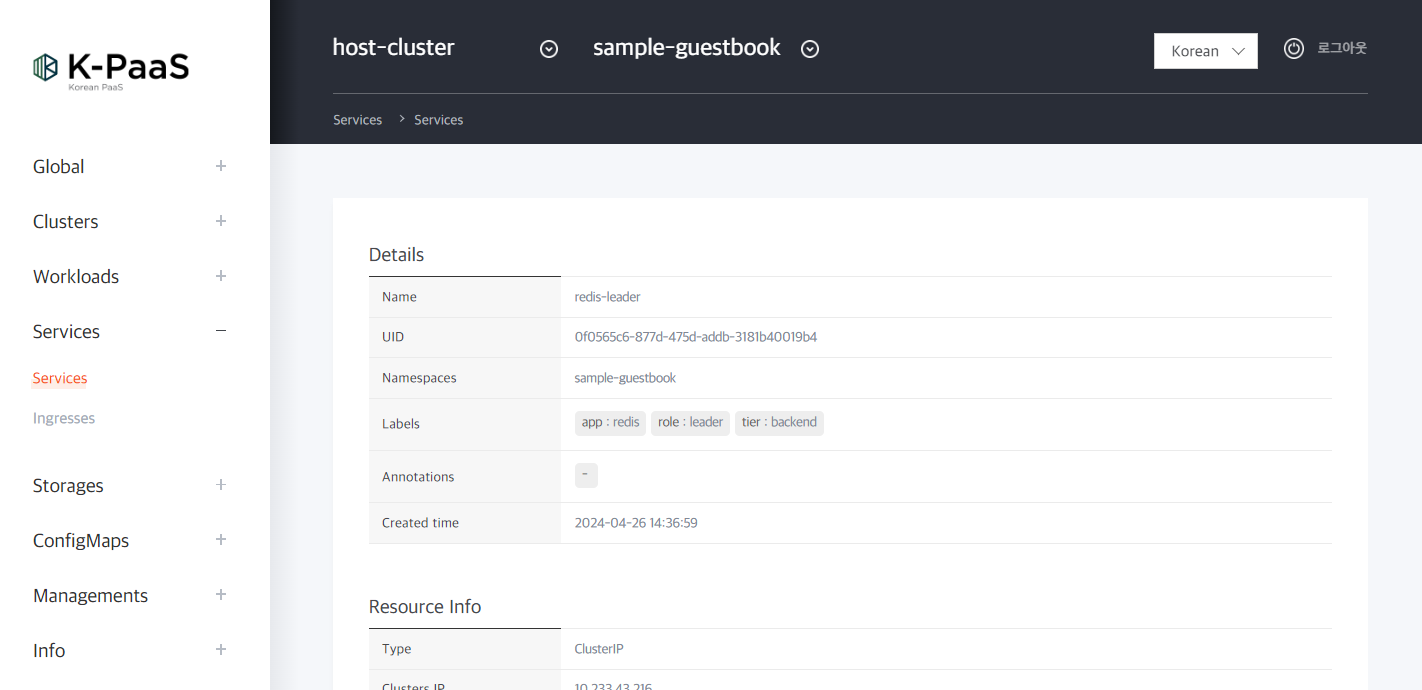 K-PaaS
Korean PaaS
Global
Clusters
Workloads
Services
Services
Ingresses
Storages
ConfigMaps
Managements
Info
host-cluster sample-guestbook Korean 로그아웃
Services > Services
Details
Name redis-leader
UID 0f0565c6-877d-475d-addb-3181b40019b4
Namespaces sample-guestbook
Labels app : redis role : leader tier : backend
Annotations -
Created time 2024-04-26 14:36:59
Resource Info
Type ClusterIP
Clusters IP 10.233.43.216